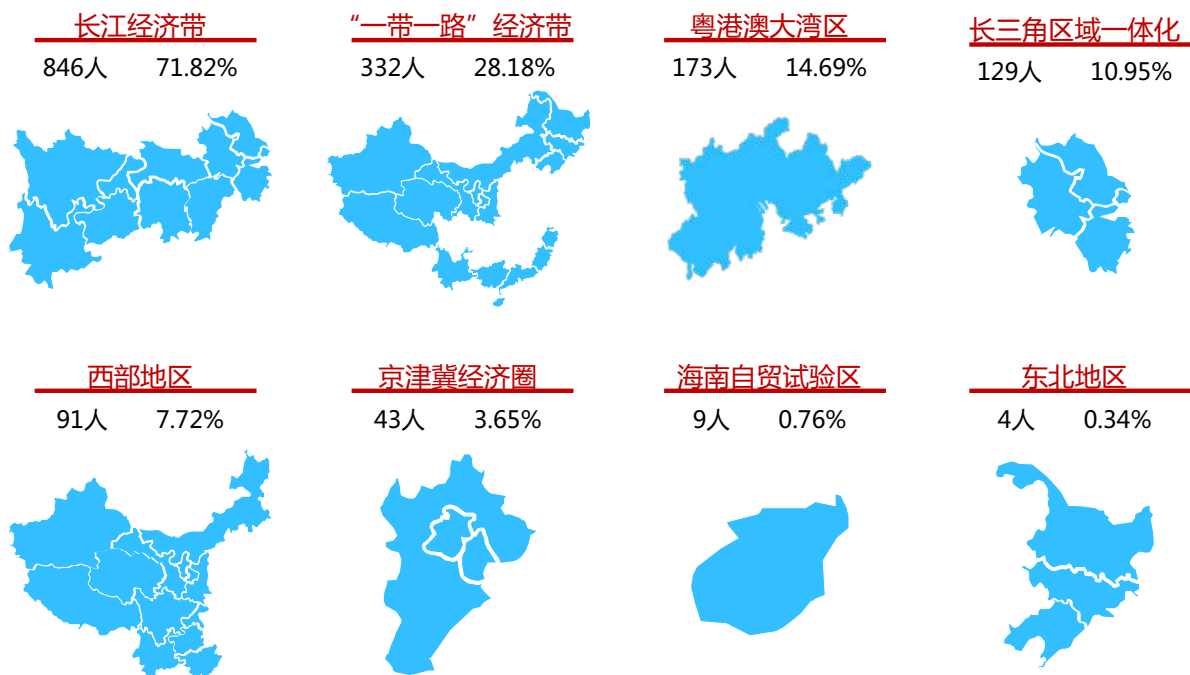 长江经济带
846人 71.82%
“一带一路”经济带
332人 28.18%
粤港澳大湾区
173人 14.69%
长三角区域一体化
129人 10.95%
西部地区
91人 7.72%
京津冀经济圈
43人 3.65%
海南自贸试验区
9人 0.76%
东北地区
4人 0.34%